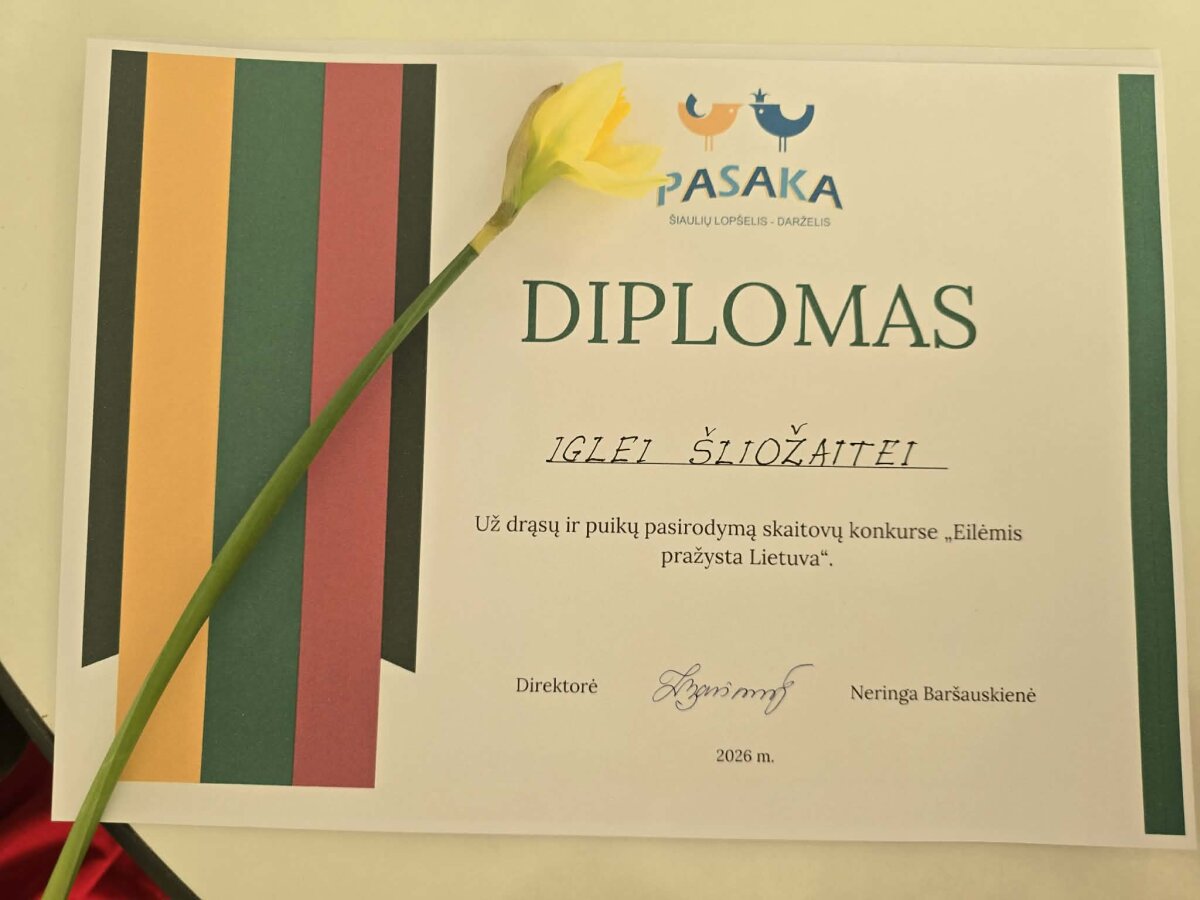 PASAKA
ŠIAULIŲ LOPŠELIS - DARŽELIS
DIPLOMAS
IGLEI ŠLIOŽAITEI
Už drąsų ir puikų pasirodymą skaitovų konkurse „Eilėmis
pražysta Lietuva“.
Direktorė Neringa Baršauskienė
2026 m.